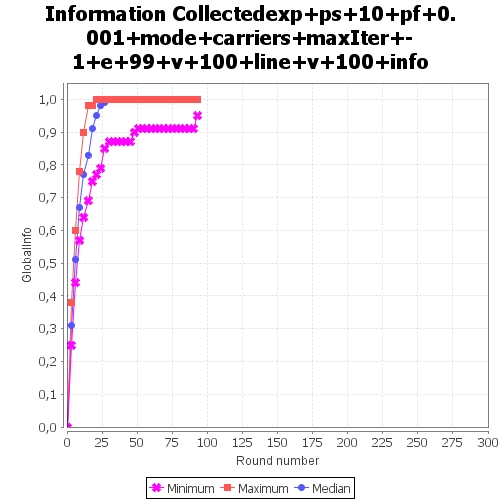 Information Collectedexp+ps+10+pf+0.
001+mode+carriers+maxIter+-
1+e+99+v+100+line+v+100+info
GlobalInfo
1,0
0,9
0,8
0,7
0,6
0,5
0,4
0,3
0,2
0,1
0,0
0 25 50 75 100 125 150 175 200 225 250 275 300
Round number
Minimum Maximum Median